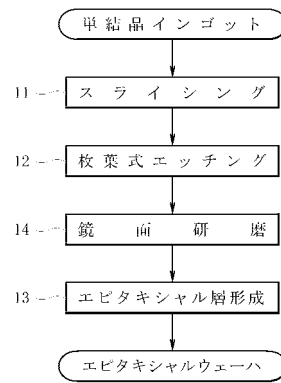 単結晶インゴット
11 スライシング
12 枚葉式エッチング
14 鏡面研磨
13 エピタキシャル層形成
エピタキシャルウェーハ